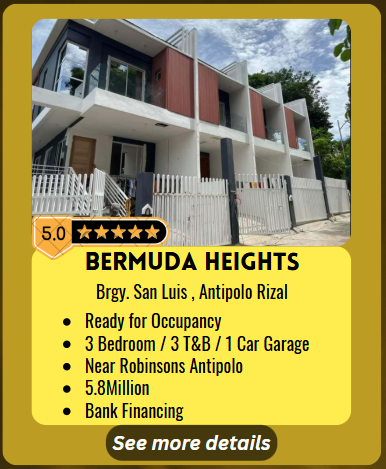 5.0
BERMUDA HEIGHTS
Brgy. San Luis , Antipolo Rizal
• Ready for Occupancy
• 3 Bedroom / 3 T&B / 1 Car Garage
• Near Robinsons Antipolo
• 5.8Million
• Bank Financing
See more details